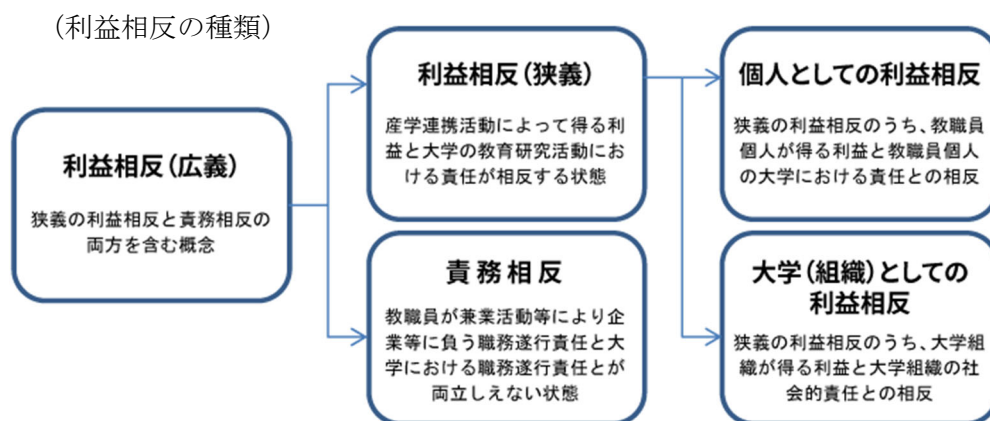 (利益相反の種類)
利益相反(広義)
狭義の利益相反と責務相反の
両方を含む概念
利益相反(狭義)
産学連携活動によって得る利
益と大学の教育研究活動にお
ける責任が相反する状態
責務相反
教職員が兼業活動等により企
業等に負う職務遂行責任と大
学における職務遂行責任とが
両立しえない状態
個人としての利益相反
狭義の利益相反のうち、教職員
個人が得る利益と教職員個人
の大学における責任との相反
大学(組織)としての
利益相反
狭義の利益相反のうち、大学組
織が得る利益と大学組織の社
会的責任との相反